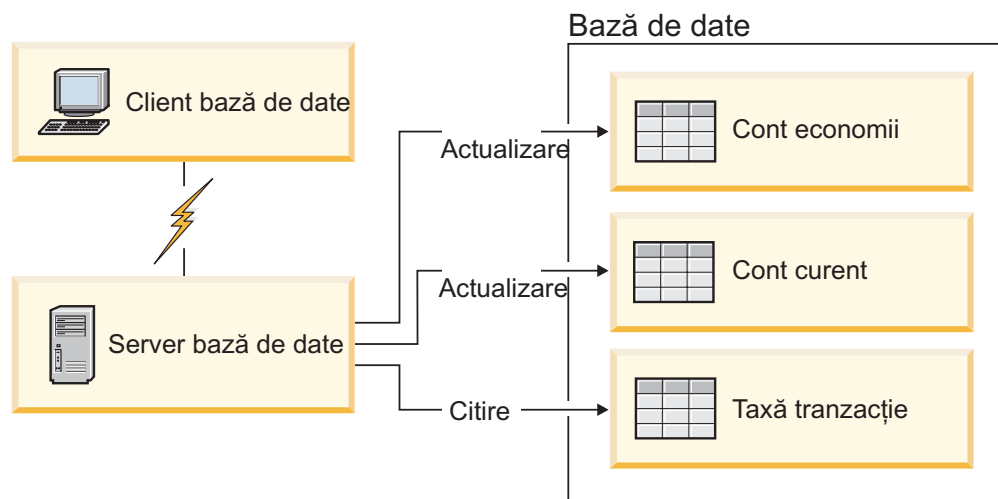 Bază de date
Client bază de date
Actualizare
Cont economii
Actualizare
Cont curent
Server bază de date
Citire
Taxă tranzacție